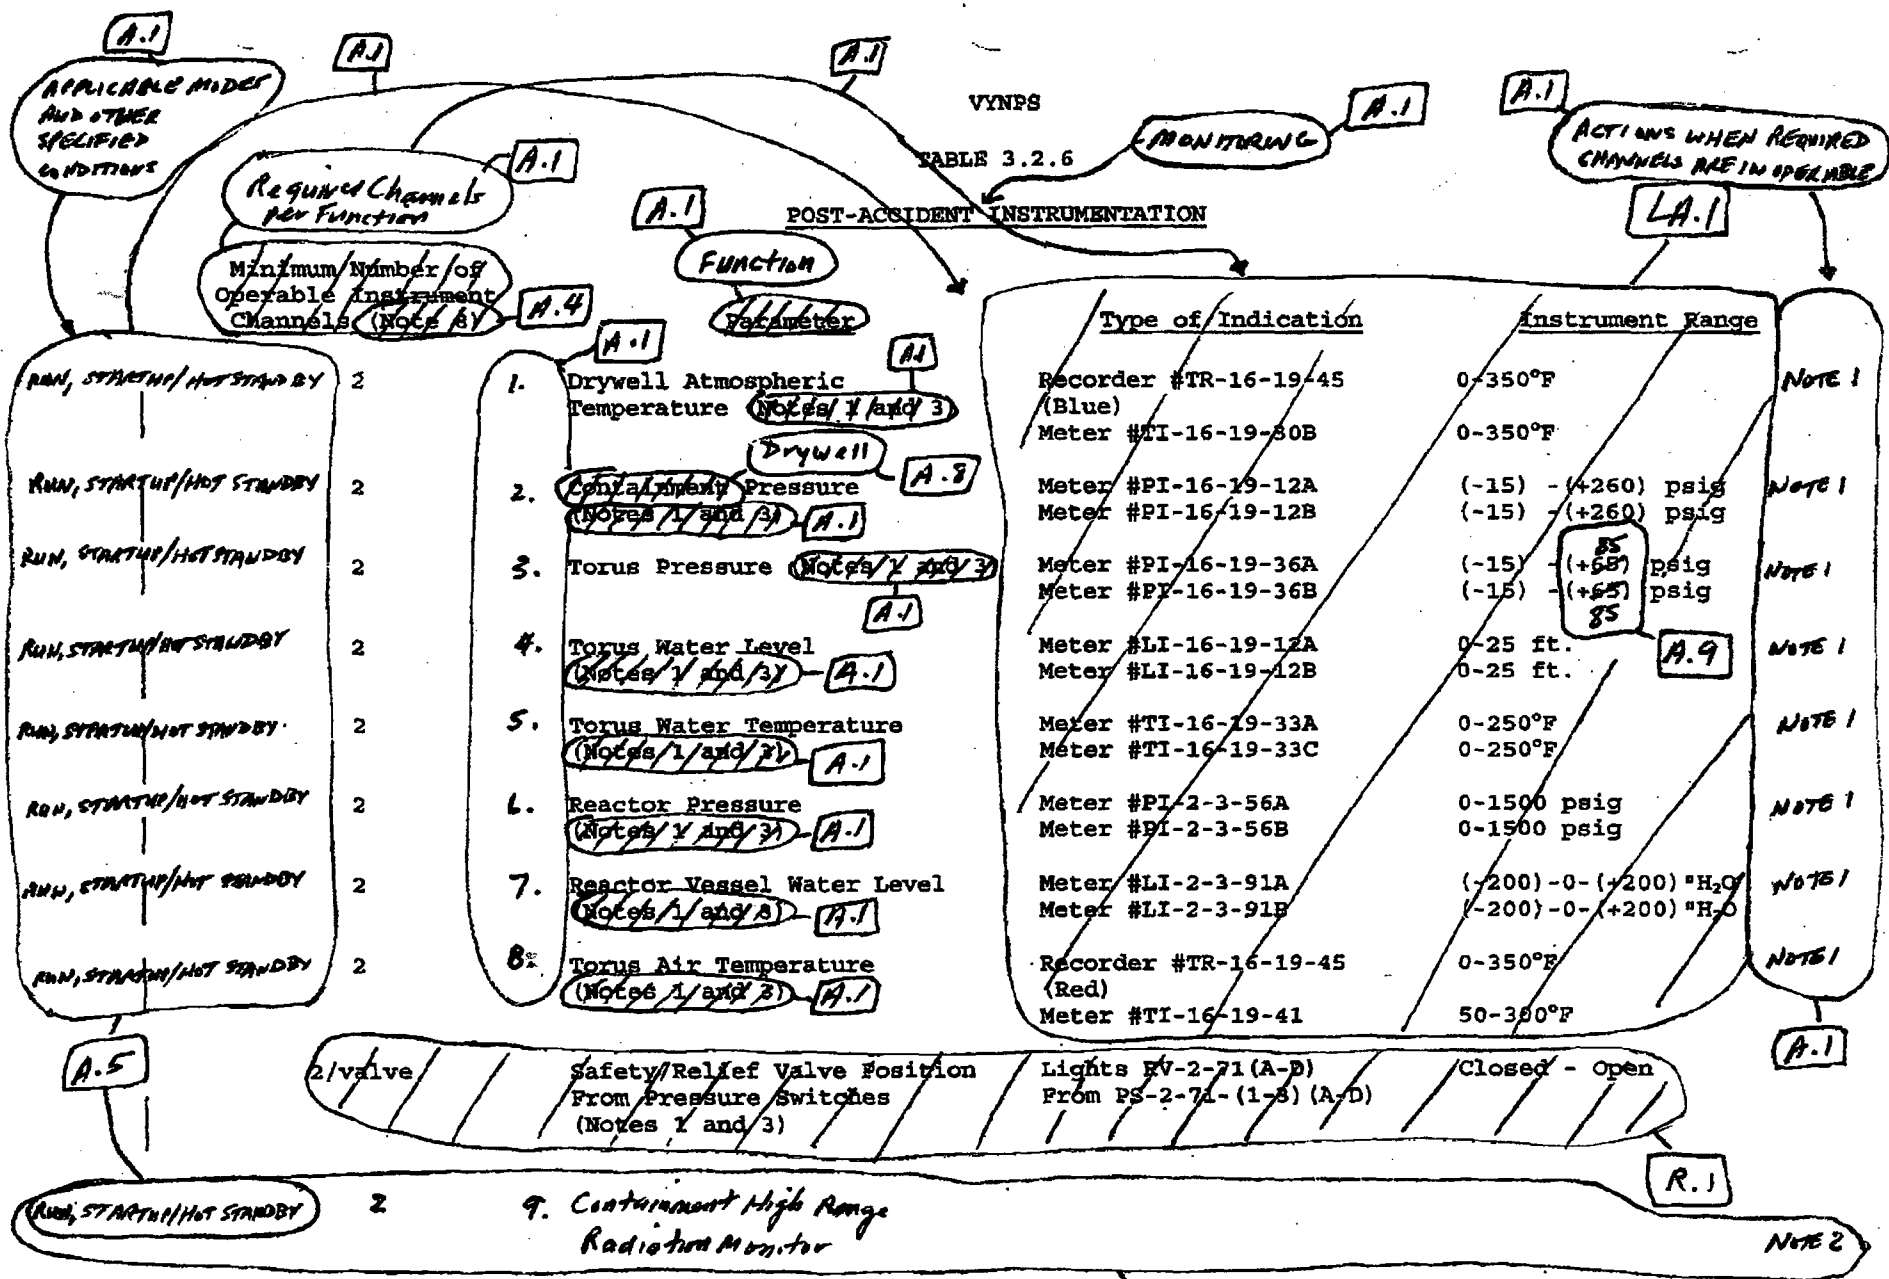 A.1
A.1
A.1
VYNPS
MONITORING
A.1
A.1
APPLICABLE MODES
AND OTHER
SPECIFIED
CONDITIONS
ACTIONS WHEN REQUIRED
CHANNELS ARE INOPERABLE
TABLE 3.2.6
Required Channels
per Function
A.1
A.1
POST-ACCIDENT INSTRUMENTATION
LA.1
Minimum Number of
Operable Instrument
Channels (Note 8)
A.4
Function
Parameter
Type of Indication Instrument Range
A.1
A.1
RUN, STARTUP/HOT STANDBY 2 1. Drywell Atmospheric Recorder #TR-16-19-45 0-350°F NOTE 1
Temperature (Notes 1 and 3) (Blue)
Meter #TI-16-19-30B 0-350°F
Drywell
A.8
RUN, STARTUP/HOT STANDBY 2 2. Containment Pressure Meter #PI-16-19-12A (-15) - (+260) psig NOTE 1
(Notes 1 and 3) A.1 Meter #PI-16-19-12B (-15) - (+260) psig
85
RUN, STARTUP/HOT STANDBY 2 3. Torus Pressure (Notes 1 and 3) Meter #PI-16-19-36A (-15) - (+65) psig NOTE 1
Meter #PI-16-19-36B (-15) - (+65) psig
A.1
85
RUN, STARTUP/HOT STANDBY 2 4. Torus Water Level Meter #LI-16-19-12A 0-25 ft. A.9 NOTE 1
(Notes 1 and 3) A.1 Meter #LI-16-19-12B 0-25 ft.
RUN, STARTUP/HOT STANDBY 2 5. Torus Water Temperature Meter #TI-16-19-33A 0-250°F NOTE 1
(Notes 1 and 3) A.1 Meter #TI-16-19-33C 0-250°F
RUN, STARTUP/HOT STANDBY 2 6. Reactor Pressure Meter #PI-2-3-56A 0-1500 psig NOTE 1
(Notes 1 and 3) A.1 Meter #PI-2-3-56B 0-1500 psig
RUN, STARTUP/HOT STANDBY 2 7. Reactor Vessel Water Level Meter #LI-2-3-91A (-200)-0-(+200)"H₂O NOTE 1
(Notes 1 and 3) A.1 Meter #LI-2-3-91B (-200)-0-(+200)"H₂O
RUN, STARTUP/HOT STANDBY 2 8. Torus Air Temperature Recorder #TR-16-19-45 0-350°F NOTE 1
(Notes 1 and 3) A.1 (Red)
Meter #TI-16-19-41 50-300°F
A.5
A.1
2/valve Safety/Relief Valve Position Lights RV-2-71(A-D) Closed - Open
From Pressure Switches From PS-2-71-(1-3)(A-D)
(Notes 1 and 3)
R.1
RUN, STARTUP/HOT STANDBY 2 9. Containment High Range
Radiation Monitor NOTE 2